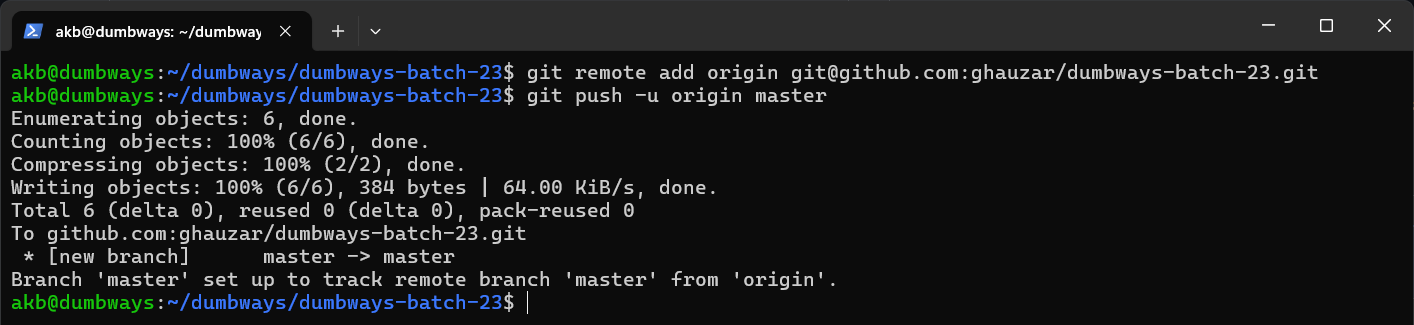 akb@dumbways: ~/dumbway
akb@dumbways:~/dumbways/dumbways-batch-23$ git remote add origin git@github.com:ghauzar/dumbways-batch-23.git
akb@dumbways:~/dumbways/dumbways-batch-23$ git push -u origin master
Enumerating objects: 6, done.
Counting objects: 100% (6/6), done.
Compressing objects: 100% (2/2), done.
Writing objects: 100% (6/6), 384 bytes | 64.00 KiB/s, done.
Total 6 (delta 0), reused 0 (delta 0), pack-reused 0
To github.com:ghauzar/dumbways-batch-23.git
 * [new branch]      master -> master
Branch 'master' set up to track remote branch 'master' from 'origin'.
akb@dumbways:~/dumbways/dumbways-batch-23$